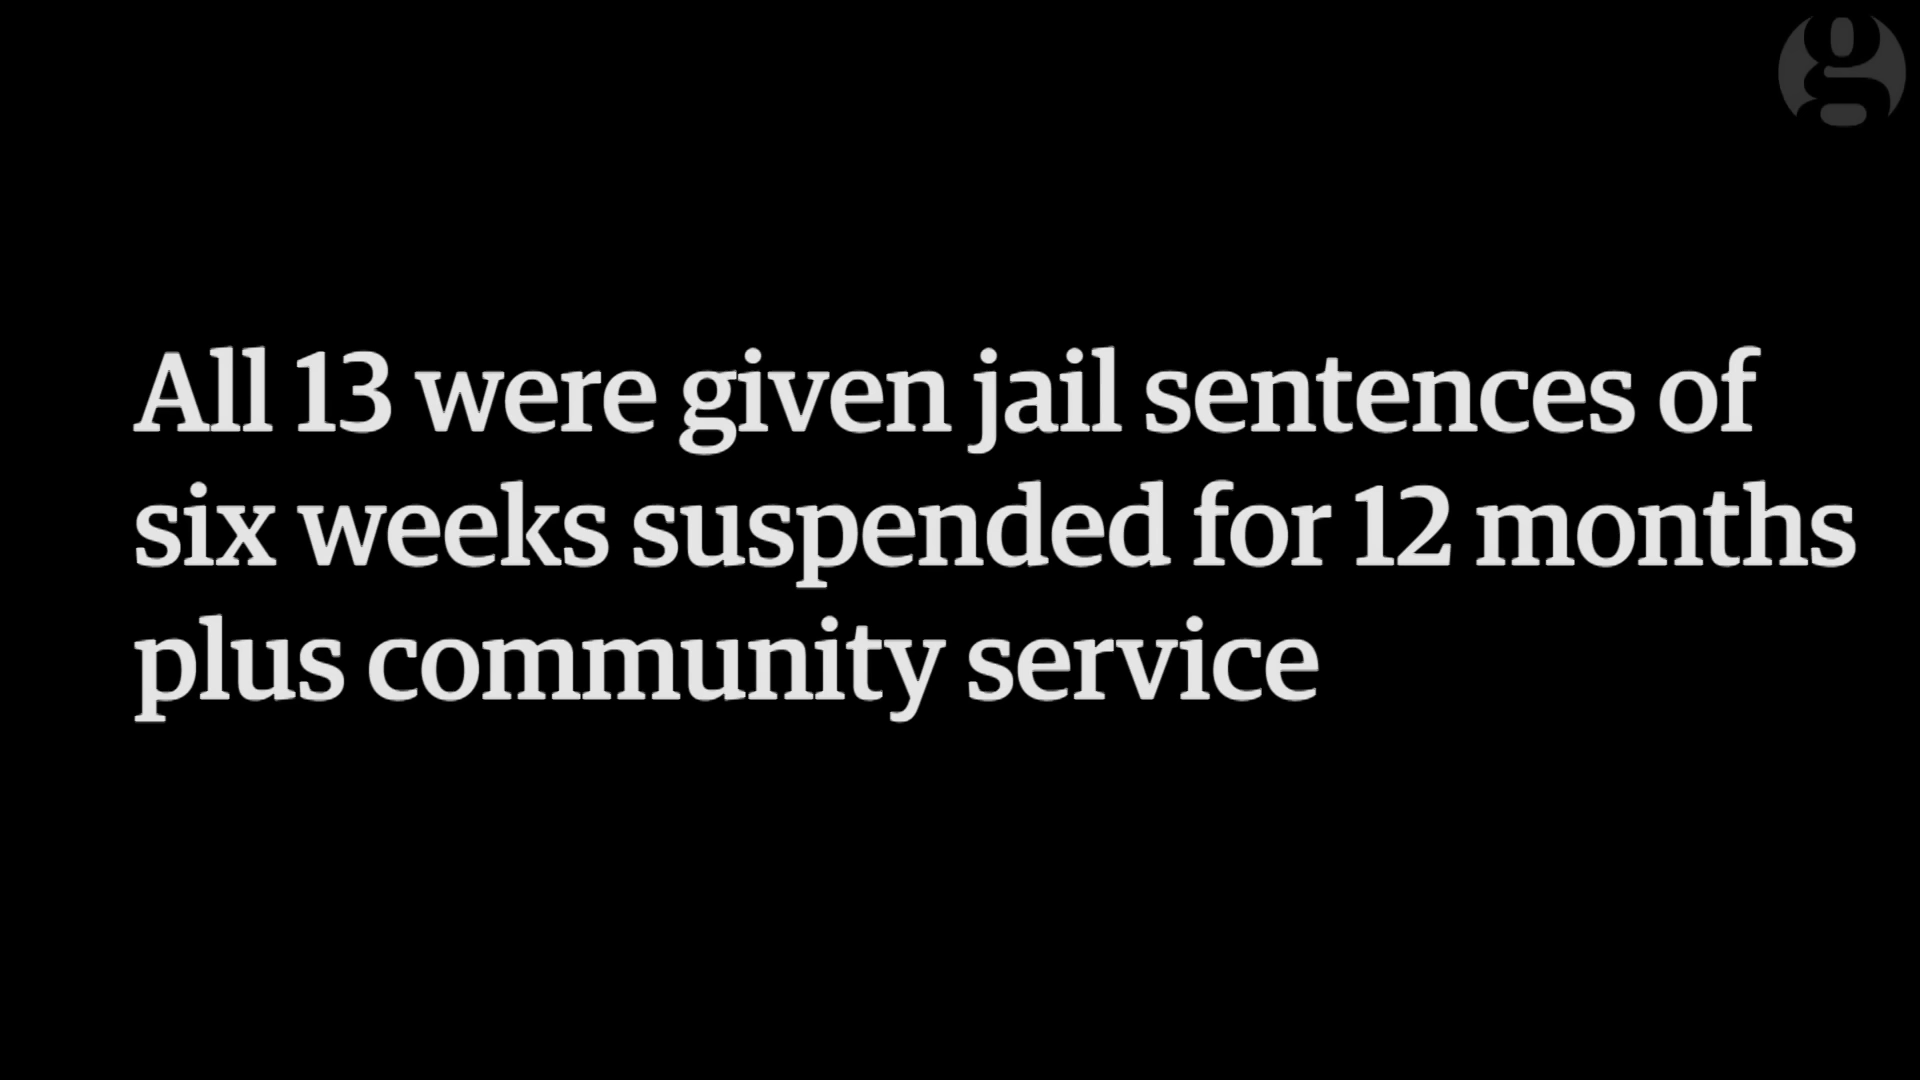 g
All 13 were given jail sentences of
six weeks suspended for 12 months
plus community service